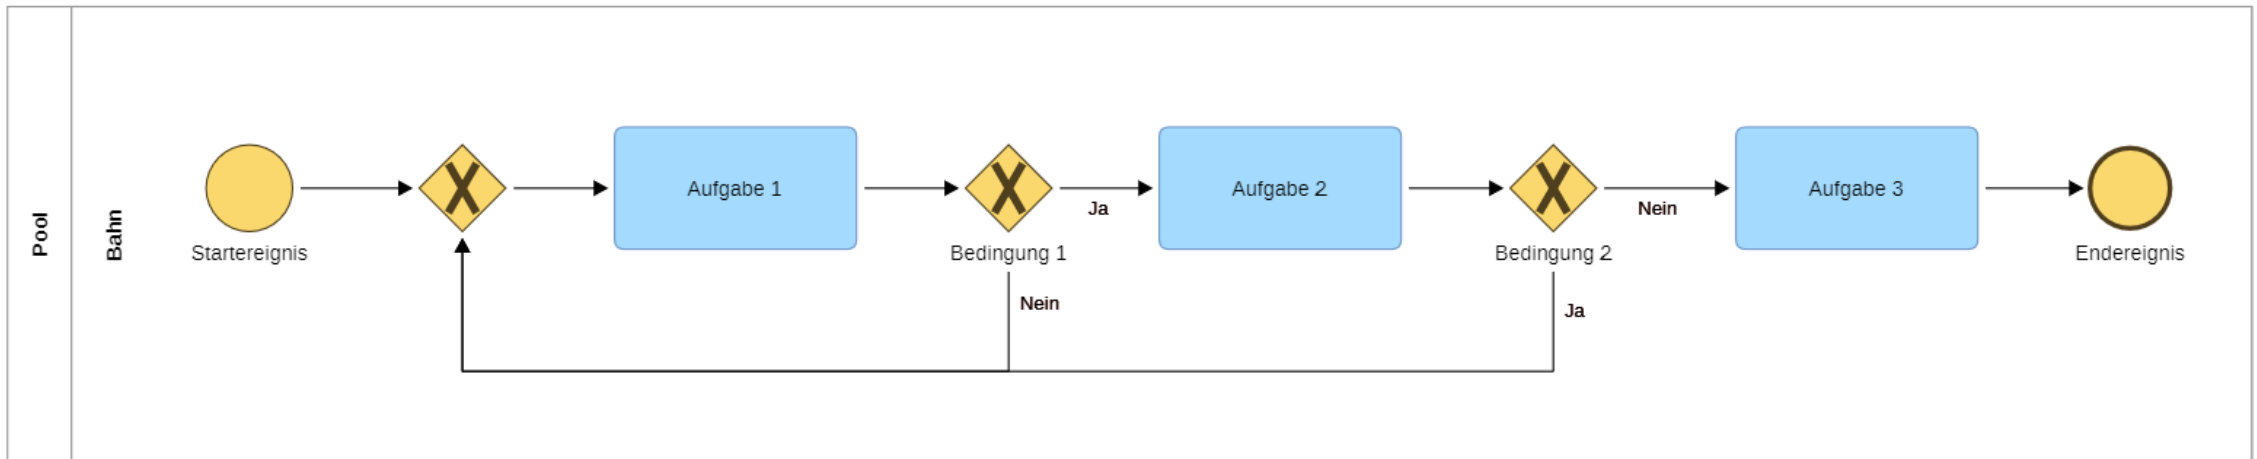 Pool
Bahn
Startereignis
Aufgabe 1
Bedingung 1
Ja
Nein
Aufgabe 2
Bedingung 2
Nein
Ja
Aufgabe 3
Endereignis